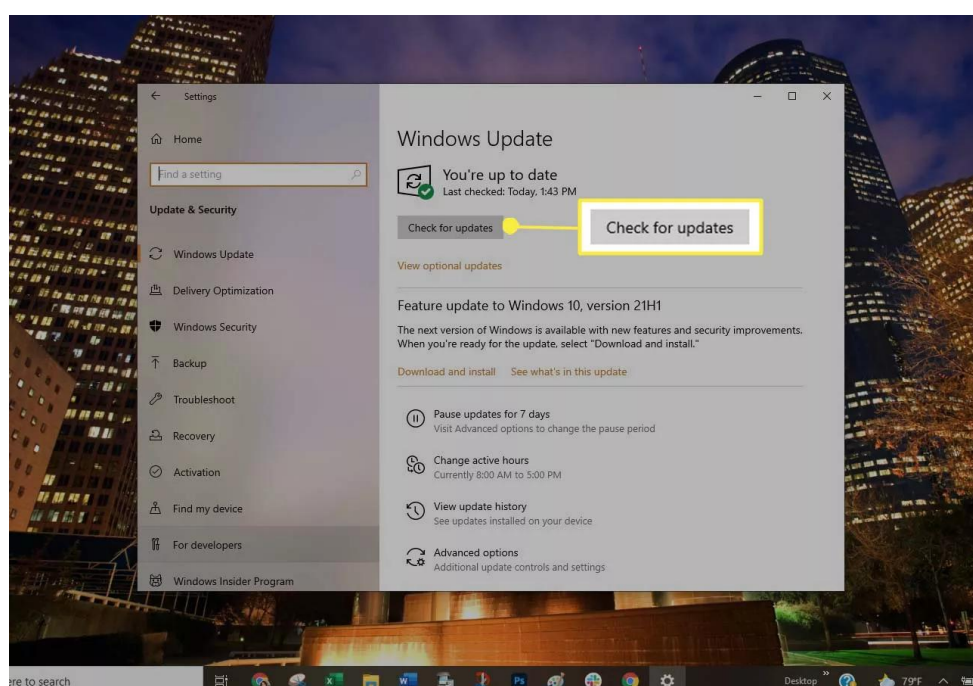 Settings
Home
Find a setting
Update & Security
Windows Update
Delivery Optimization
Windows Security
Backup
Troubleshoot
Recovery
Activation
Find my device
For developers
Windows Insider Program
Windows Update
You're up to date
Last checked: Today, 1:43 PM
Check for updates
Check for updates
View optional updates
Feature update to Windows 10, version 21H1
The next version of Windows is available with new features and security improvements.
When you're ready for the update, select "Download and install."
Download and install See what's in this update
Pause updates for 7 days
Visit Advanced options to change the pause period
Change active hours
Currently 8:00 AM to 5:00 PM
View update history
See updates installed on your device
Advanced options
Additional update controls and settings
ere to search
Ps
Desktop
79°F